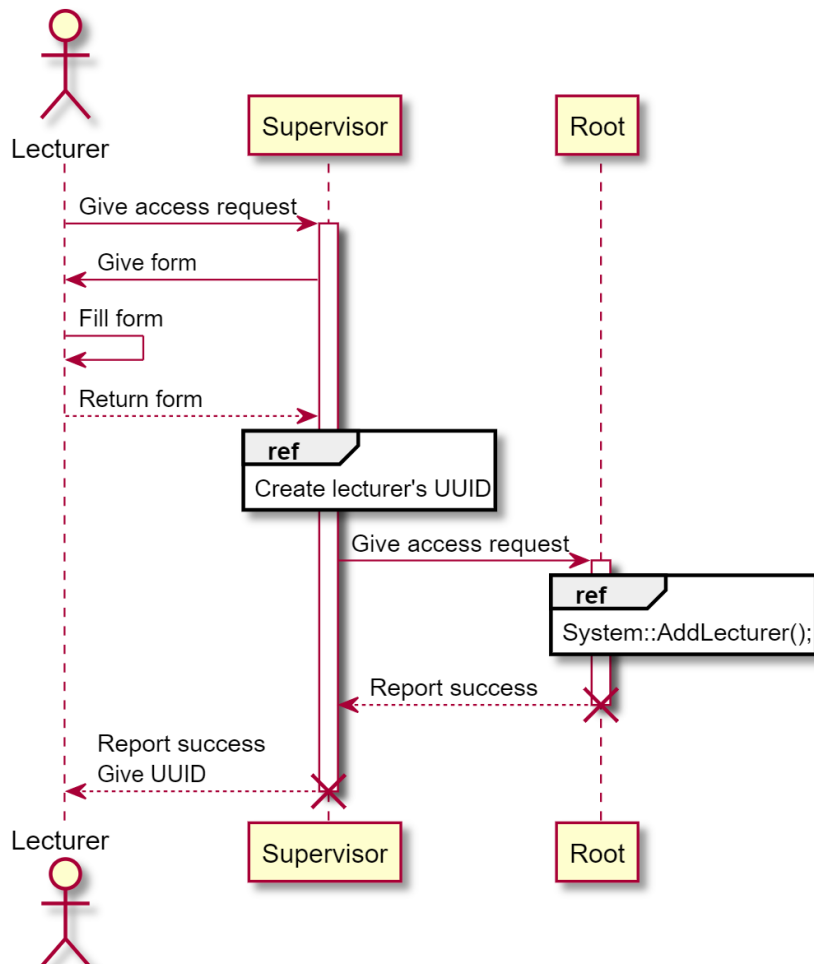 Lecturer
Supervisor
Root
Give access request
Give form
Fill form
Return form
ref
Create lecturer's UUID
Give access request
ref
System::AddLecturer();
Report success
Report success
Give UUID
Lecturer
Supervisor
Root